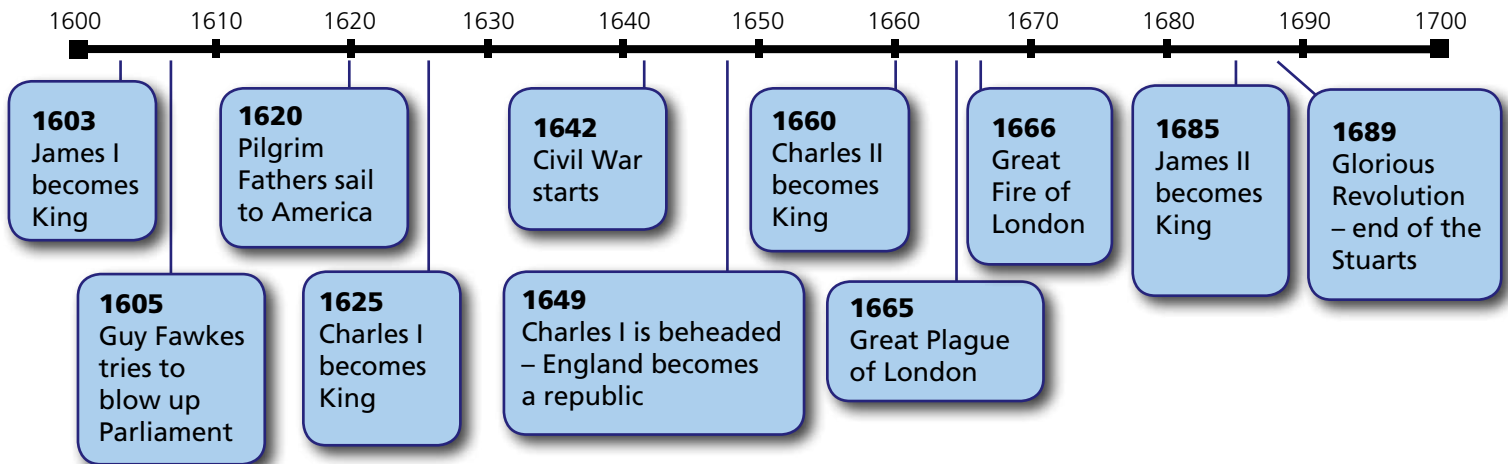 1600 1610 1620 1630 1640 1650 1660 1670 1680 1690 1700
1603
James I
becomes
King
1605
Guy Fawkes
tries to
blow up
Parliament
1620
Pilgrim
Fathers sail
to America
1625
Charles I
becomes
King
1642
Civil War
starts
1649
Charles I is beheaded
– England becomes
a republic
1660
Charles II
becomes
King
1665
Great Plague
of London
1666
Great
Fire of
London
1685
James II
becomes
King
1689
Glorious
Revolution
– end of the
Stuarts